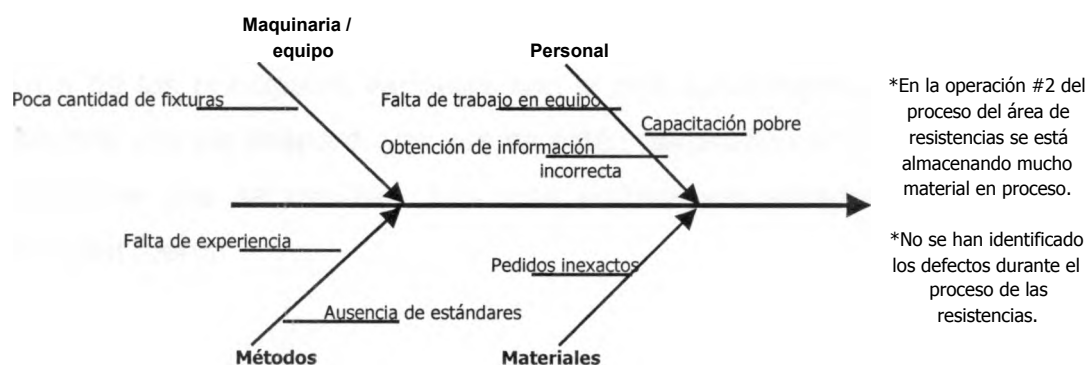 Maquinaria /
equipo
Personal
Poca cantidad de fixturas
Falta de trabajo en equipo
Capacitación pobre
Obtención de información
incorrecta
*En la operación #2 del
proceso del área de
resistencias se está
almacenando mucho
material en proceso.
*No se han identificado
los defectos durante el
proceso de las
resistencias.
Falta de experiencia
Pedidos inexactos
Ausencia de estándares
Métodos
Materiales